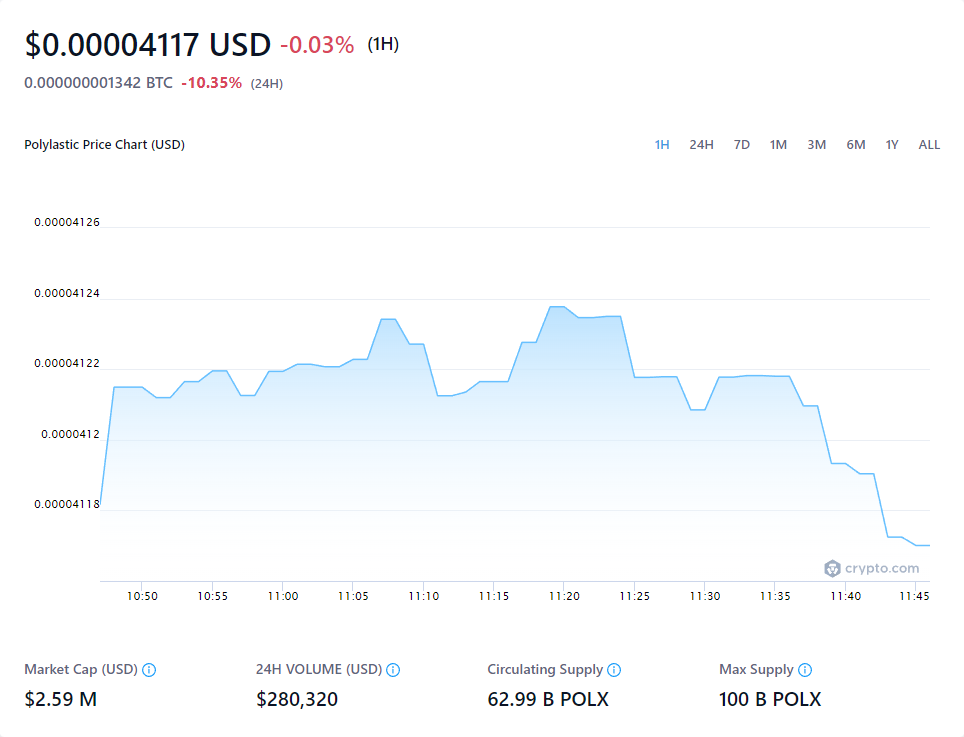 $0.00004117 USD -0.03% (1H)
0.000000001342 BTC -10.35% (24H)
Polylastic Price Chart (USD) 1H 24H 7D 1M 3M 6M 1Y ALL
0.00004126
0.00004124
0.00004122
0.0000412
0.00004118
crypto.com
10:50 10:55 11:00 11:05 11:10 11:15 11:20 11:25 11:30 11:35 11:40 11:45
Market Cap (USD) 24H VOLUME (USD) Circulating Supply Max Supply
$2.59 M $280,320 62.99 B POLX 100 B POLX